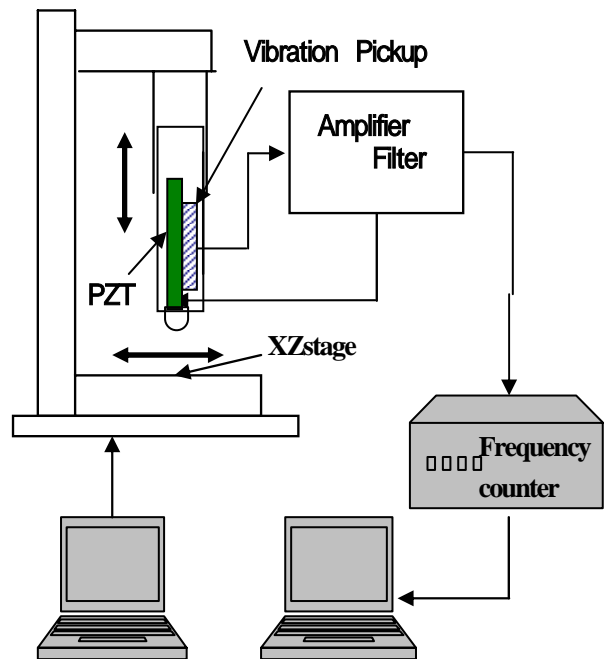 Vibration Pickup
Amplifier
Filter
PZT
XZstage
Frequency
counter